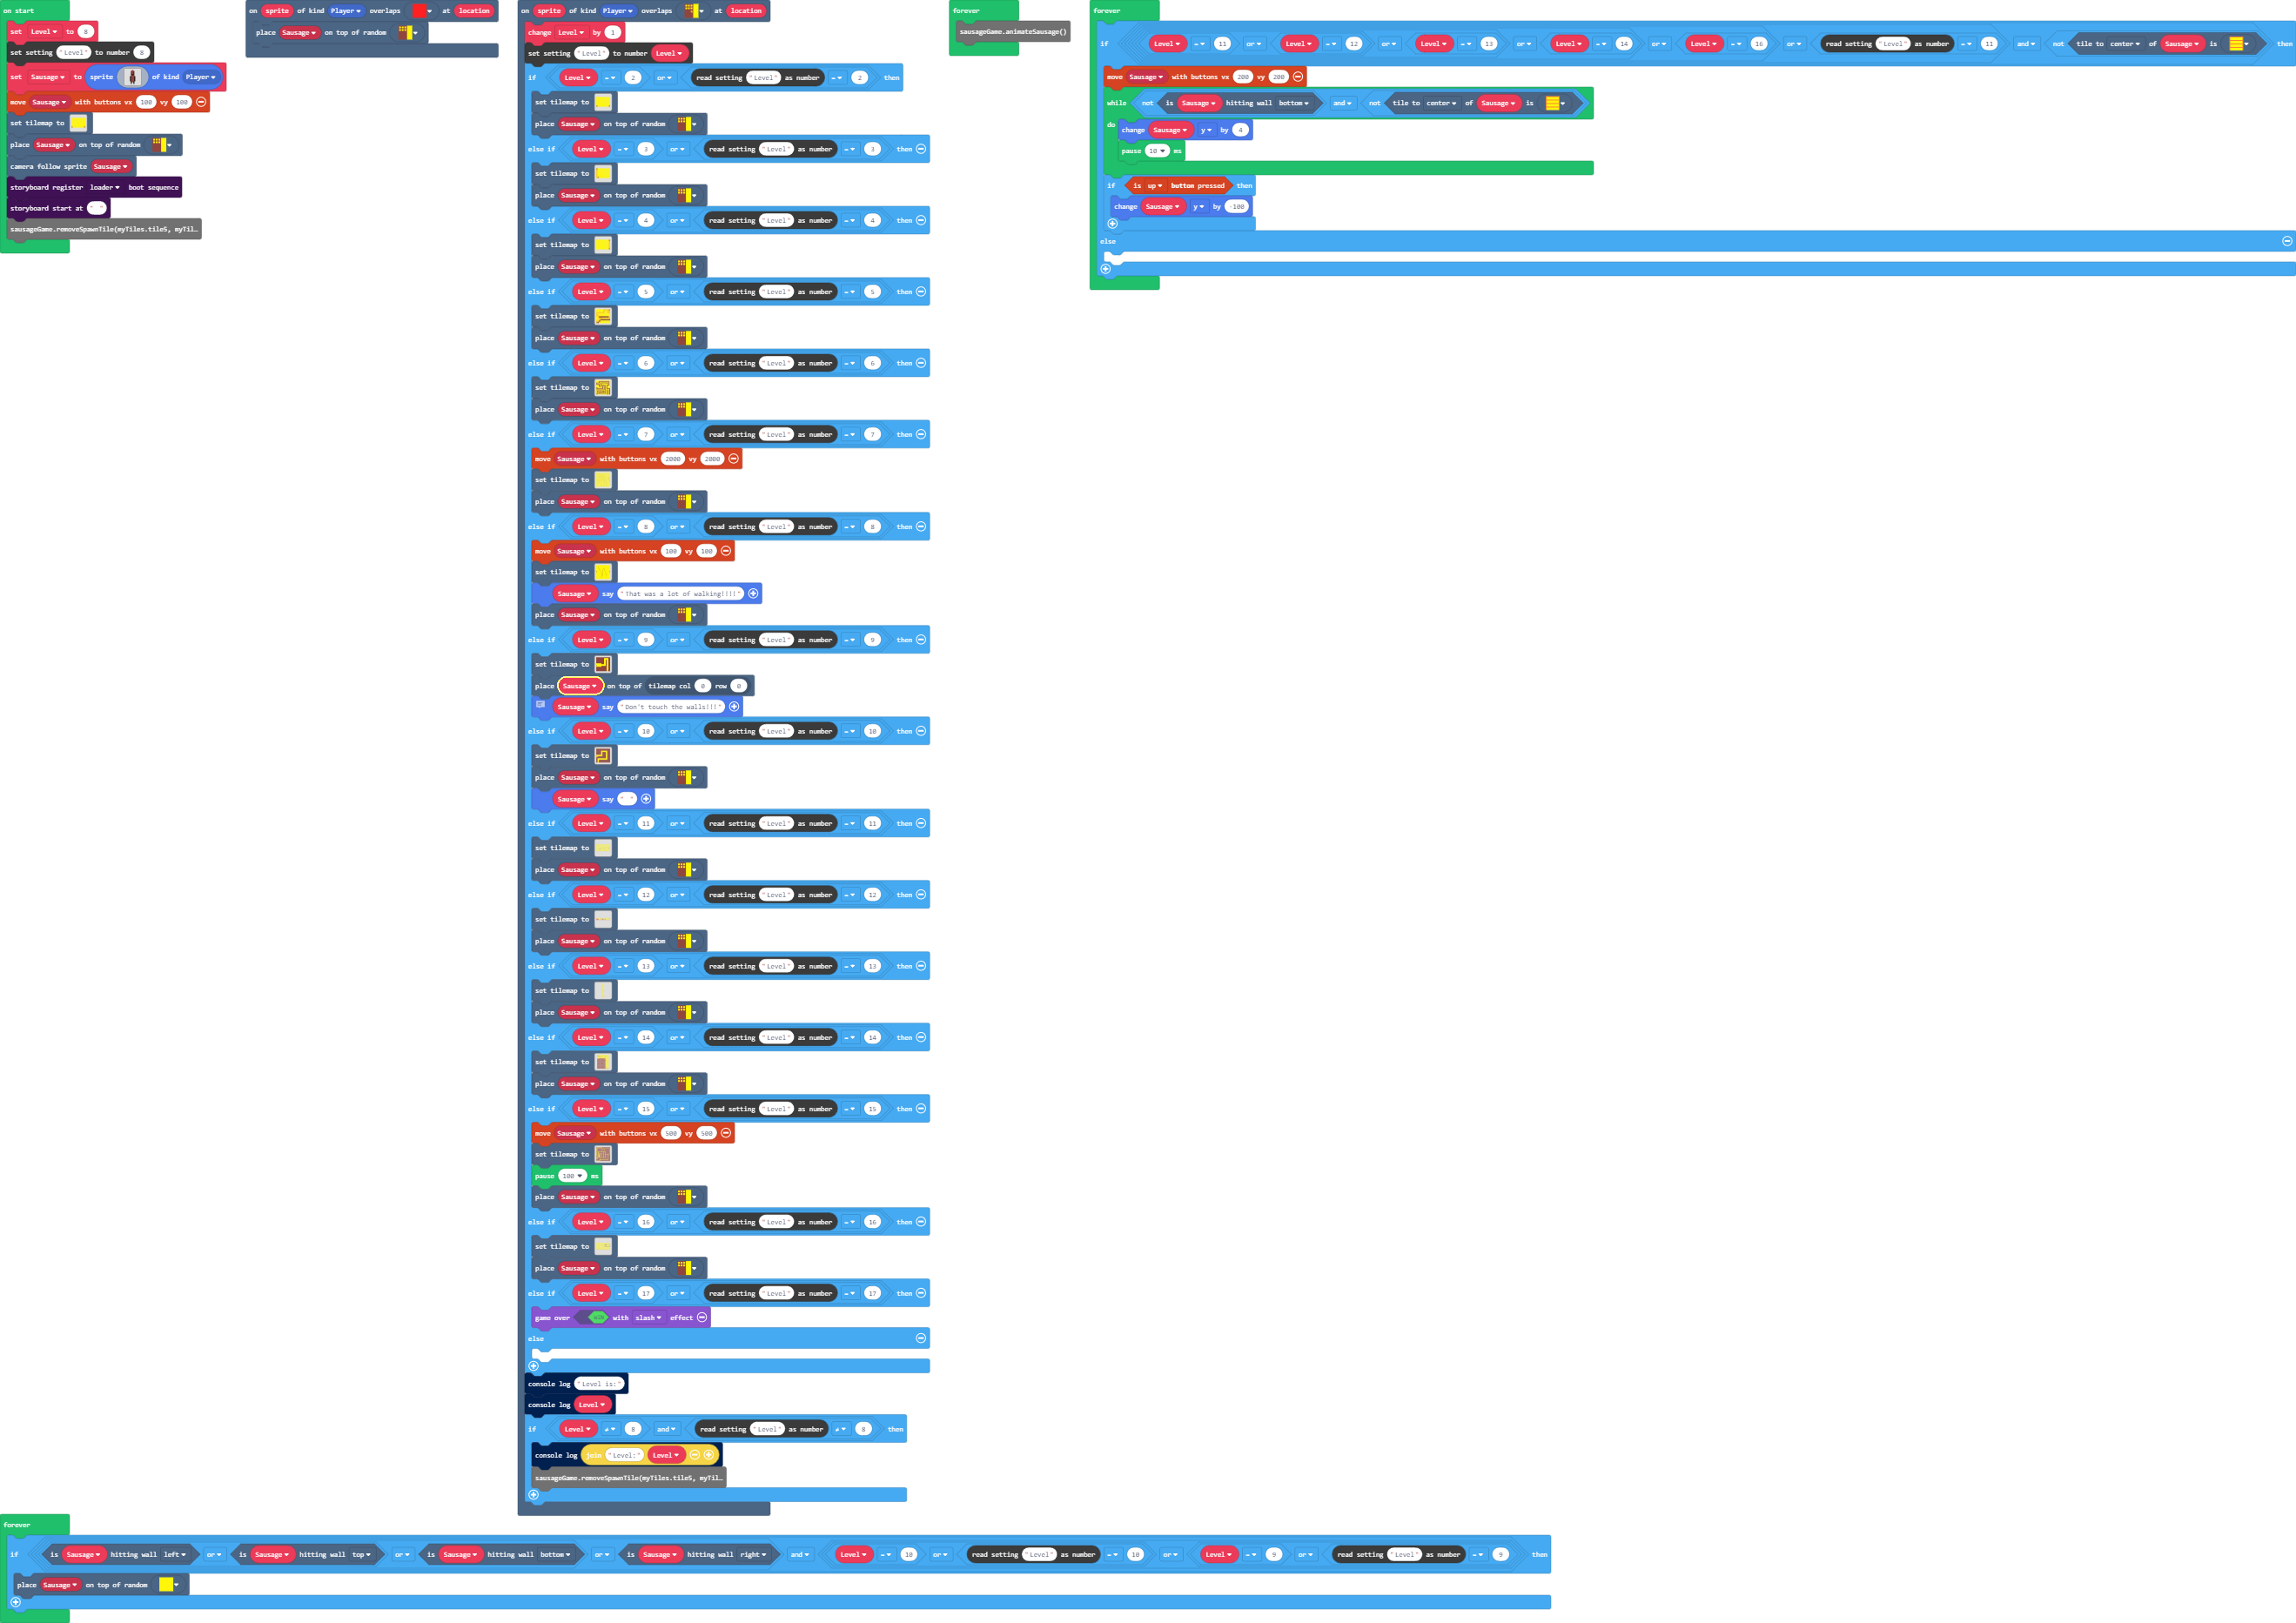 on start
set Level to 8
set setting "Level" to number 8
set Sausage to sprite of kind Player
move Sausage with buttons vx 100 vy 100
set tilemap to
place Sausage on top of random
camera follow sprite Sausage
storyboard register loader boot sequence
storyboard start at " "
sausageGame.removeSpawnTile(myTiles.tile5, myTil…
on sprite of kind Player overlaps at location
place Sausage on top of random
on sprite of kind Player overlaps at location
change Level by 1
set setting "Level" to number Level
if Level = 2 or read setting "Level" as number = 2 then
set tilemap to
place Sausage on top of random
else if Level = 3 or read setting "Level" as number = 3 then
set tilemap to
place Sausage on top of random
else if Level = 4 or read setting "Level" as number = 4 then
set tilemap to
place Sausage on top of random
else if Level = 5 or read setting "Level" as number = 5 then
set tilemap to
place Sausage on top of random
else if Level = 6 or read setting "Level" as number = 6 then
set tilemap to
place Sausage on top of random
else if Level = 7 or read setting "Level" as number = 7 then
move Sausage with buttons vx 2000 vy 2000
set tilemap to
place Sausage on top of random
else if Level = 8 or read setting "Level" as number = 8 then
move Sausage with buttons vx 100 vy 100
set tilemap to
Sausage say "That was a lot of walking!!!!"
place Sausage on top of random
else if Level = 9 or read setting "Level" as number = 9 then
set tilemap to
place Sausage on top of tilemap col 0 row 0
Sausage say "Don't touch the walls!!!"
else if Level = 10 or read setting "Level" as number = 10 then
set tilemap to
place Sausage on top of random
Sausage say " "
else if Level = 11 or read setting "Level" as number = 11 then
set tilemap to
place Sausage on top of random
else if Level = 12 or read setting "Level" as number = 12 then
set tilemap to
place Sausage on top of random
else if Level = 13 or read setting "Level" as number = 13 then
set tilemap to
place Sausage on top of random
else if Level = 14 or read setting "Level" as number = 14 then
set tilemap to
place Sausage on top of random
else if Level = 15 or read setting "Level" as number = 15 then
move Sausage with buttons vx 500 vy 500
set tilemap to
pause 100 ms
place Sausage on top of random
else if Level = 16 or read setting "Level" as number = 16 then
set tilemap to
place Sausage on top of random
else if Level = 17 or read setting "Level" as number = 17 then
game over with slash effect
else
console log "Level is:"
console log Level
if Level ≠ 8 and read setting "Level" as number ≠ 8 then
console log join "Level:" Level
sausageGame.removeSpawnTile(myTiles.tile5, myTil…
forever
sausageGame.animateSausage()
forever
if Level = 11 or Level = 12 or Level = 13 or Level = 14 or Level = 16 or read setting "Level" as number = 11 and not tile to center of Sausage is then
move Sausage with buttons vx 200 vy 200
while not is Sausage hitting wall bottom and not tile to center of Sausage is
do change Sausage y by 4
pause 10 ms
if is up button pressed then
change Sausage y by -100
else
forever
if is Sausage hitting wall left or is Sausage hitting wall top or is Sausage hitting wall bottom or is Sausage hitting wall right and Level = 10 or read setting "Level" as number = 10 or Level = 9 or read setting "Level" as number = 9 then
place Sausage on top of random